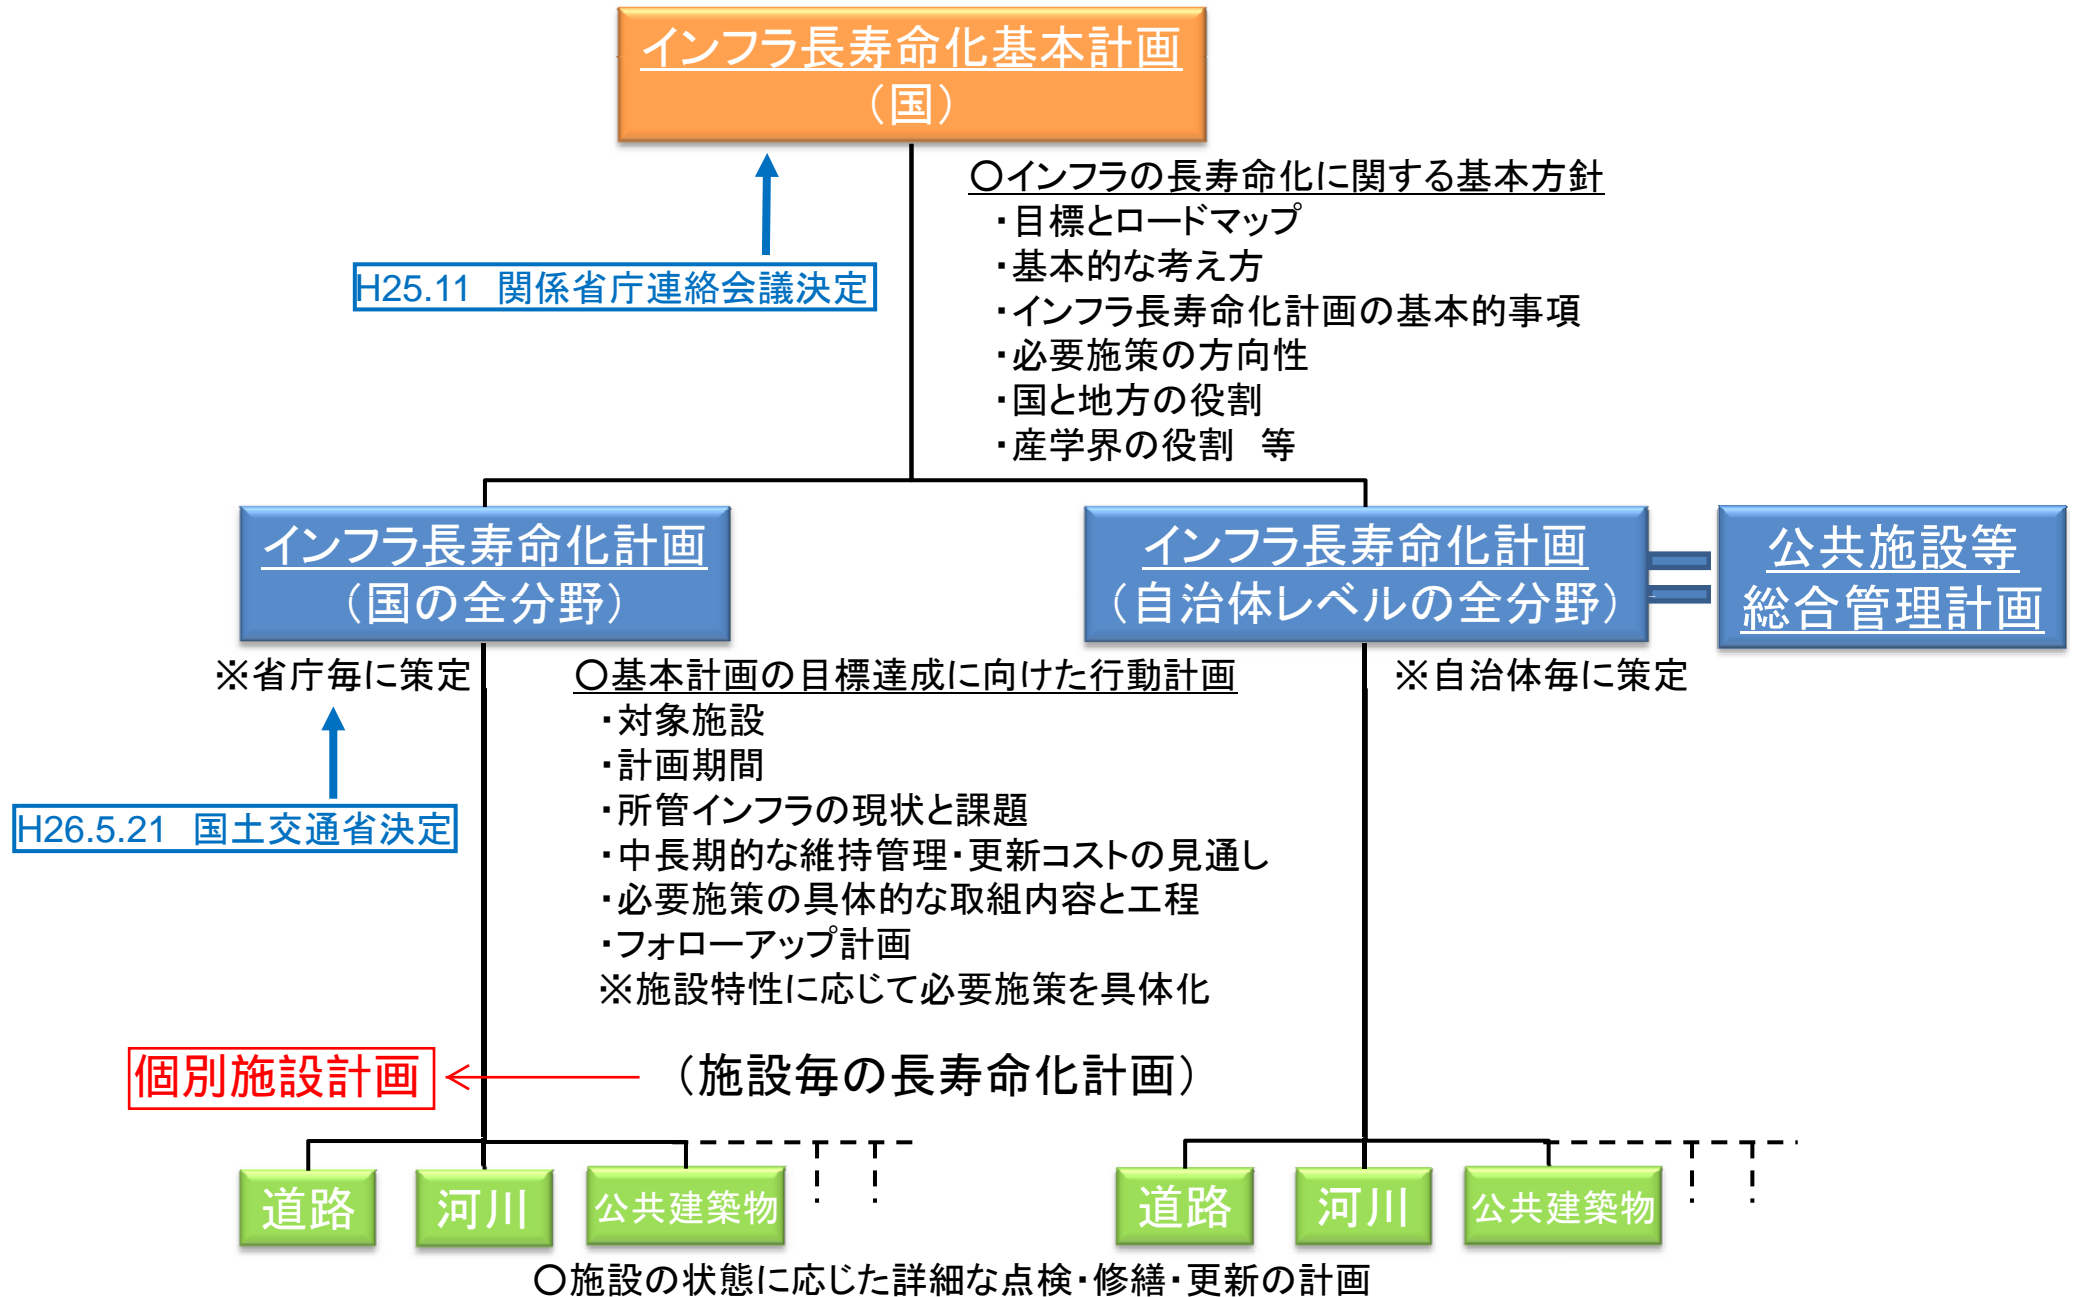 インフラ長寿命化基本計画
（国）
H25.11　関係省庁連絡会議決定
〇インフラの長寿命化に関する基本方針
・目標とロードマップ
・基本的な考え方
・インフラ長寿命化計画の基本的事項
・必要施策の方向性
・国と地方の役割
・産学界の役割　等
インフラ長寿命化計画
（国の全分野）
インフラ長寿命化計画
（自治体レベルの全分野）
公共施設等
総合管理計画
※省庁毎に策定
H26.5.21　国土交通省決定
〇基本計画の目標達成に向けた行動計画
・対象施設
・計画期間
・所管インフラの現状と課題
・中長期的な維持管理・更新コストの見通し
・必要施策の具体的な取組内容と工程
・フォローアップ計画
※施設特性に応じて必要施策を具体化
※自治体毎に策定
個別施設計画
（施設毎の長寿命化計画）
道路
河川
公共建築物
道路
河川
公共建築物
〇施設の状態に応じた詳細な点検・修繕・更新の計画